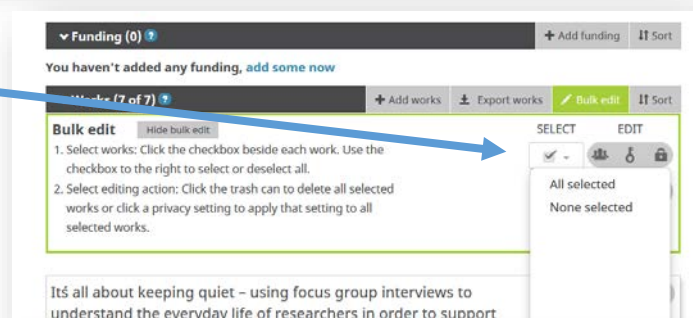 Funding (0) ?
+ Add funding
Sort
You haven't added any funding, add some now
Works (7 of 7) ?
+ Add works
Export works
Bulk edit
Sort
Bulk edit
Hide bulk edit
SELECT
EDIT
1. Select works: Click the checkbox beside each work. Use the
checkbox to the right to select or deselect all.
2. Select editing action: Click the trash can to delete all selected
works or click a privacy setting to apply that setting to all
selected works.
All selected
None selected
Itś all about keeping quiet – using focus group interviews to
understand the everyday life of researchers in order to support